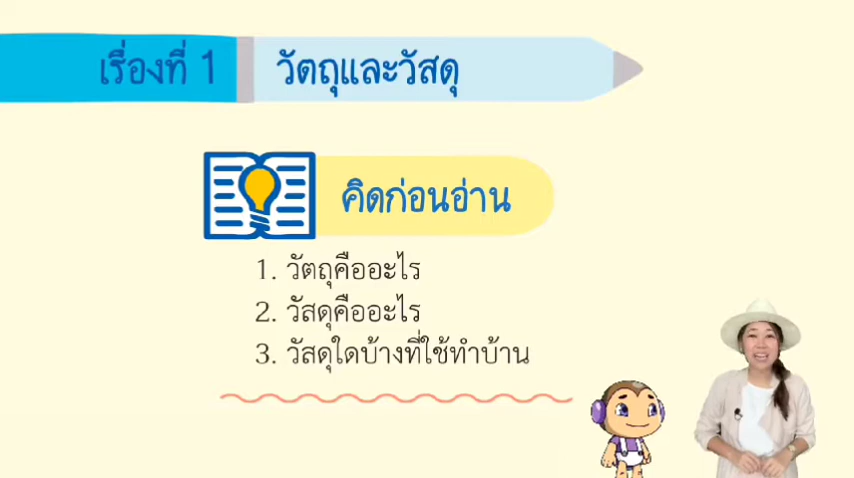 เรื่องที่ 1 วัตถุและวัสดุ
คิดก่อนอ่าน
1. วัตถุคืออะไร
2. วัสดุคืออะไร
3. วัสดุใดบ้างที่ใช้ทำบ้าน